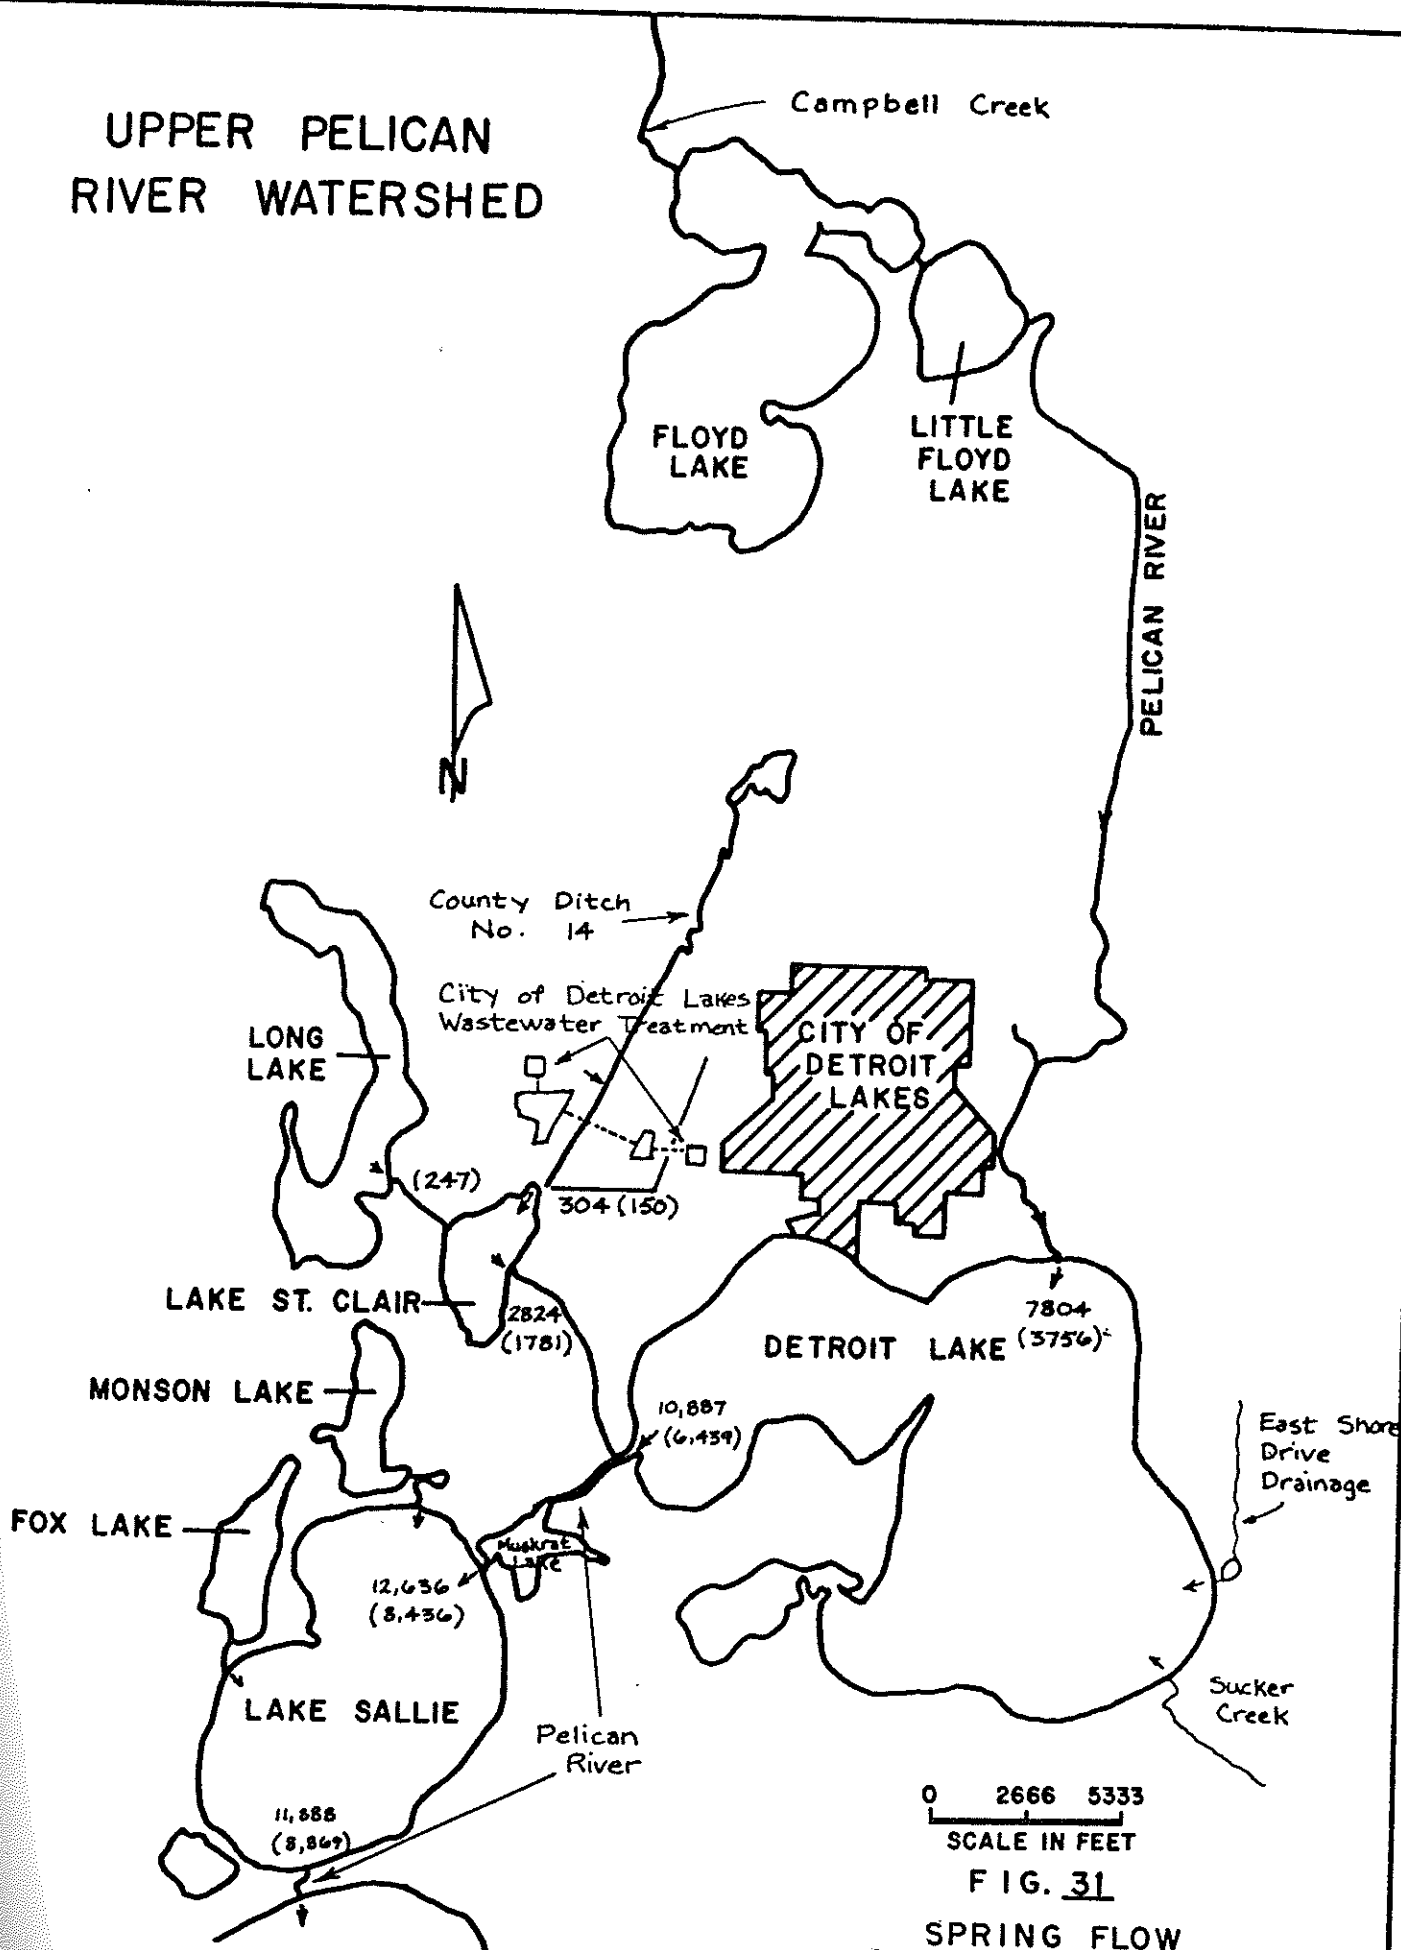 UPPER PELICAN
RIVER WATERSHED
Campbell Creek
FLOYD
LAKE
LITTLE
FLOYD
LAKE
PELICAN RIVER
N
County Ditch
No. 14
City of Detroit Lakes
Wastewater Treatment
CITY OF
DETROIT
LAKES
LONG
LAKE
(247)
304 (150)
LAKE ST. CLAIR
2824
(1781)
7804
(3756)
DETROIT LAKE
MONSON LAKE
10,887
(6,439)
East Shore
Drive
Drainage
FOX LAKE
Muskrat
Lake
12,636
(8,436)
LAKE SALLIE
Sucker
Creek
Pelican
River
11,888
(8,869)
0 2666 5333
SCALE IN FEET
FIG. 31
SPRING FLOW